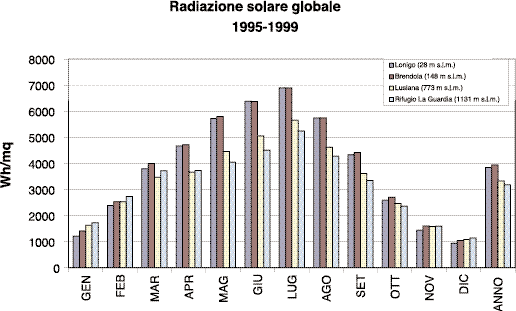 Radiazione solare globale
1995-1999
Wh/mq
8000
7000
6000
5000
4000
3000
2000
1000
0
Lonigo (28 m s.l.m.)
Brendola (148 m s.l.m.)
Lusiana (773 m s.l.m.)
Rifugio La Guardia (1131 m s.l.m.)
GEN
FEB
MAR
APR
MAG
GIU
LUG
AGO
SET
OTT
NOV
DIC
ANNO